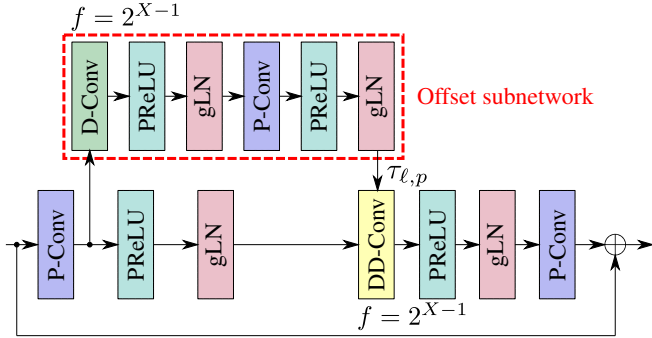 f = 2^{X−1}
D-Conv
PReLU
gLN
P-Conv
PReLU
gLN
Offset subnetwork
τ_{ℓ,p}
P-Conv
PReLU
gLN
DD-Conv
PReLU
gLN
P-Conv
f = 2^{X−1}